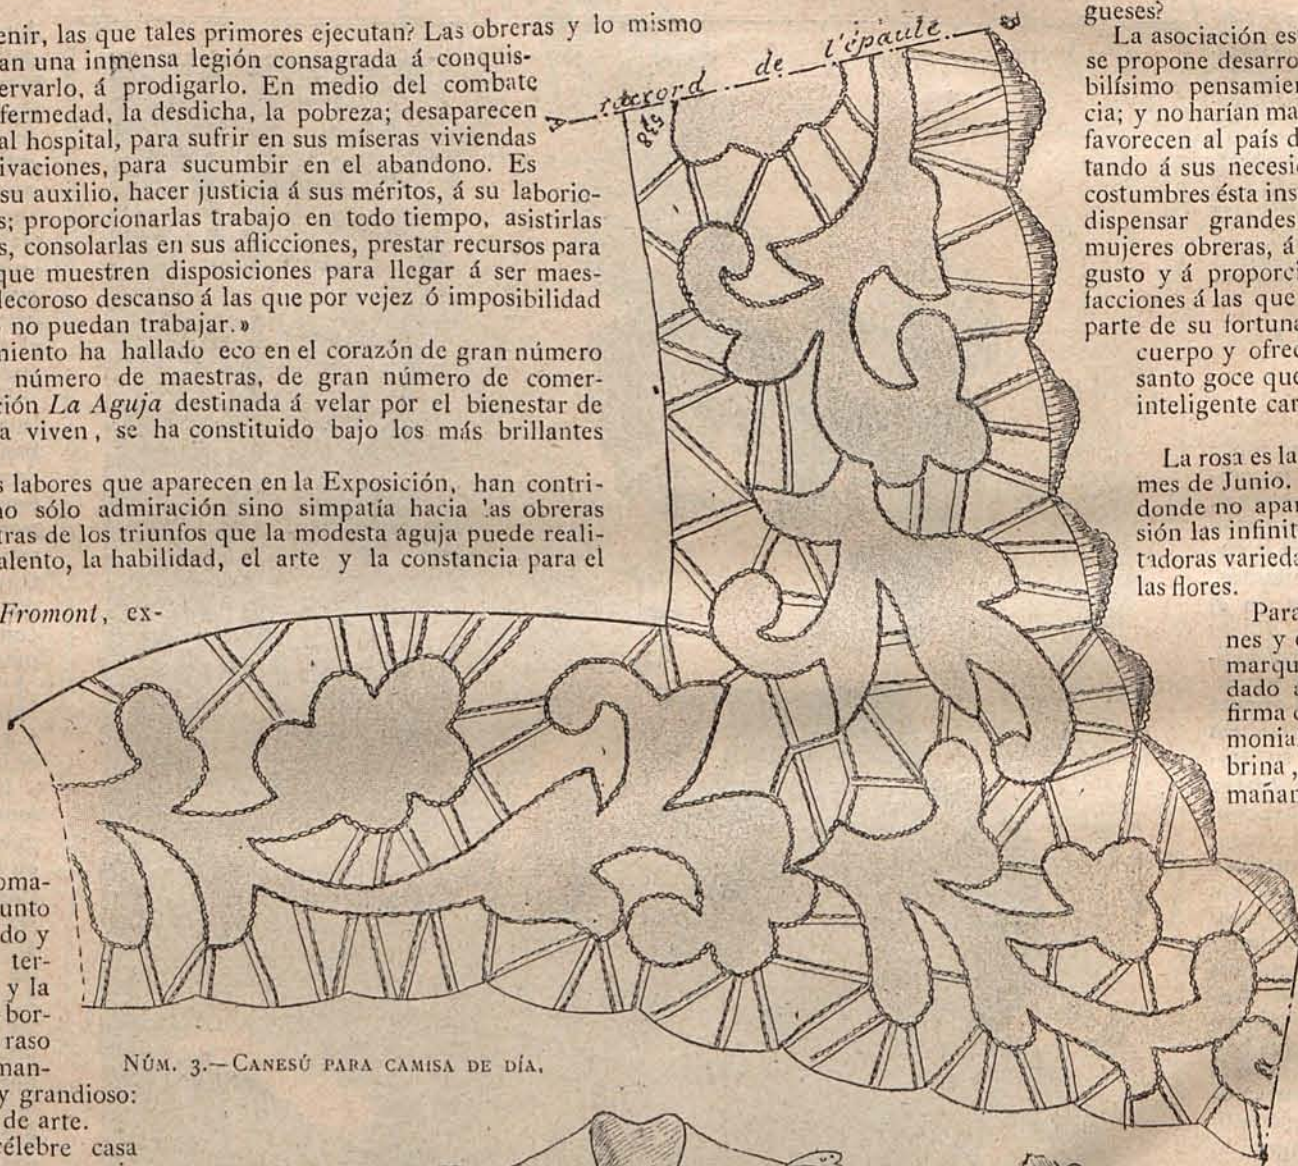 enir, las que tales primores ejecutan? Las obreras y lo mismo
an una inmensa legión consagrada á conquis-
ervarlo, á prodigarlo. En medio del combate
fermedad, la desdicha, la pobreza; desaparecen
al hospital, para sufrir en sus míseras viviendas
ivaciones, para sucumbir en el abandono. Es
su auxilio, hacer justicia á sus méritos, á su laborio-
s; proporcionarlas trabajo en todo tiempo, asistirlas
s, consolarlas en sus aflicciones, prestar recursos para
que muestren disposiciones para llegar á ser maes-
lecoroso descanso á las que por vejez ó imposibilidad
no puedan trabajar.»
miento ha hallado eco en el corazón de gran número
número de maestras, de gran número de comer-
ción La Aguja destinada á velar por el bienestar de
a viven, se ha constituido bajo los más brillantes
s labores que aparecen en la Exposición, han contri-
no sólo admiración sino simpatía hacia las obreras
tras de los triunfos que la modesta aguja puede reali-
alento, la habilidad, el arte y la constancia para el
Fromont, ex-
oma-
unto
do y
ter-
y la
bor-
raso
man-
y grandioso:
de arte.
célebre casa
raccord de l'épaule
538
NÚM. 3.—CANESÚ PARA CAMISA DE DÍA.
gueses?
La asociación es
se propone desarro
bilísimo pensamie
cia; y no harían ma
favorecen al país d
tando á sus necesi
costumbres ésta ins
dispensar grandes
mujeres obreras, á
gusto y á proporci
facciones á las que
parte de su fortuna
cuerpo y ofrec
santo goce que
inteligente car
La rosa es la
mes de Junio.
donde no apar
sión las infinit
tadoras varieda
las flores.
Para
nes y
marqu
dado a
firma
monia
brina,
mañan